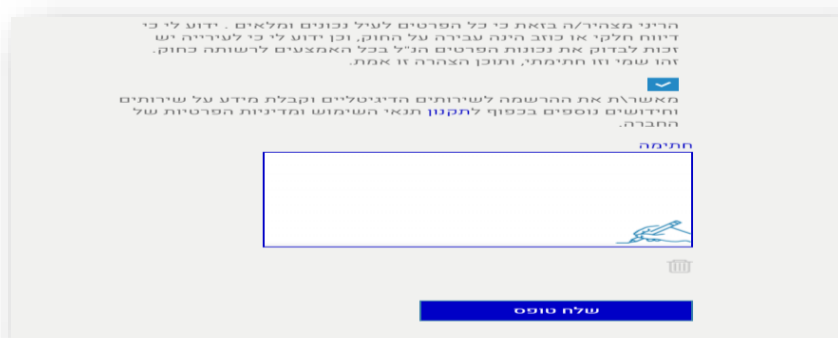 הריני מצהיר/ה בזאת כי כל הפרטים לעיל נכונים ומלאים . ידוע לי כי
דיווח חלקי או כוזב הינה עבירה על החוק, וכן ידוע לי כי לעירייה יש
זכות לבדוק את נכונות הפרטים הנ"ל בכל האמצעים לרשותה כחוק.
זהו שמי וזו חתימתי, ותוכן הצהרה זו אמת.
מאשר\ת את ההרשמה לשירותים הדיגיטליים וקבלת מידע על שירותים
וחידושים נוספים בכפוף לתקנון תנאי השימוש ומדיניות הפרטיות של
החברה.
חתימה
שלח טופס